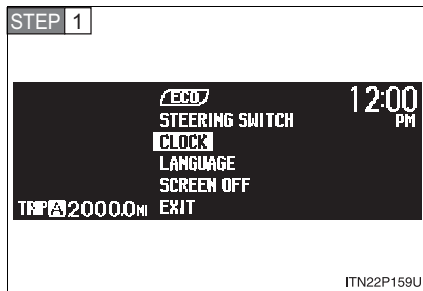 STEP 1
ECO 12:00
STEERING SWITCH PM
CLOCK
LANGUAGE
SCREEN OFF
TRIP A 2000.0 MI EXIT
ITN22P159U